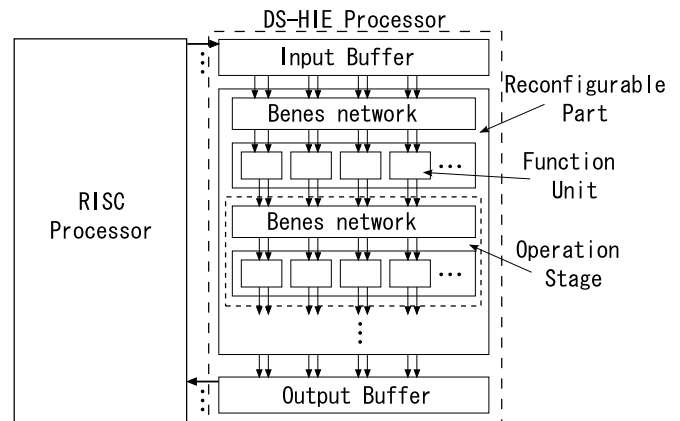 DS-HIE Processor
Input Buffer
Reconfigurable
Part
Benes network
Function
Unit
RISC
Processor
Benes network
Operation
Stage
Output Buffer